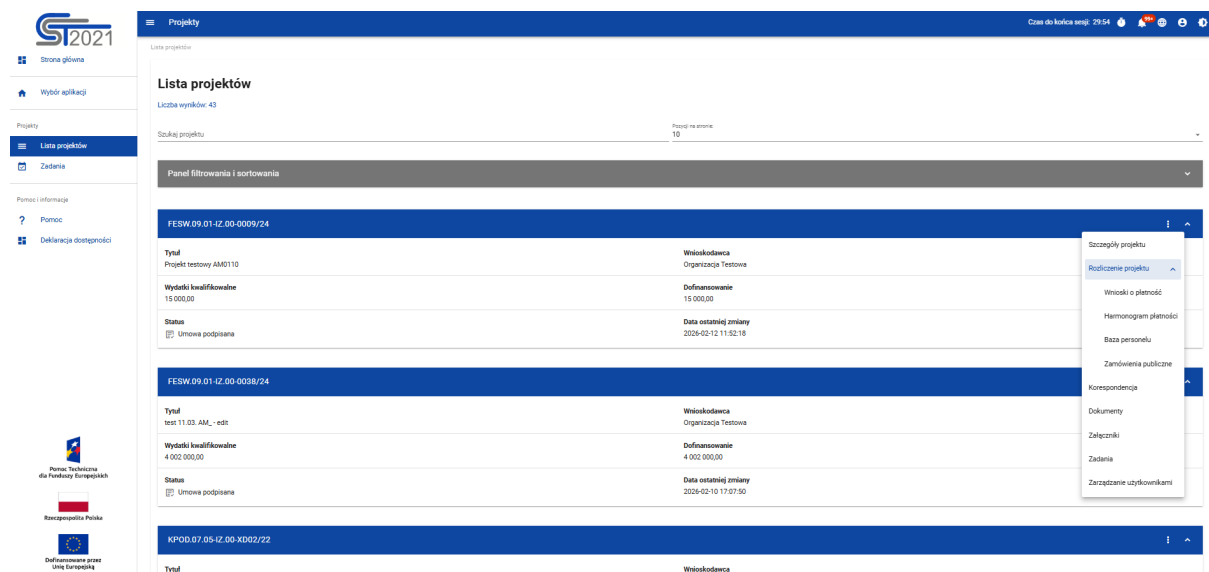 CST2021
Projekty
Czas do końca sesji: 29:54
99+
Lista projektów
Strona główna
Wybór aplikacji
Projekty
Lista projektów
Zadania
Pomoc i informacje
Pomoc
Deklaracja dostępności
Pomoc Techniczna
dla Funduszy Europejskich
Rzeczpospolita Polska
Dofinansowane przez
Unię Europejską
Lista projektów
Liczba wyników: 43
Szukaj projektu
Pozycji na stronie:
10
Panel filtrowania i sortowania
FESW.09.01-IZ.00-0009/24
Tytuł
Projekt testowy AM0110
Wnioskodawca
Organizacja Testowa
Wydatki kwalifikowalne
15 000,00
Dofinansowanie
15 000,00
Status
Umowa podpisana
Data ostatniej zmiany
2026-02-12 11:52:18
Szczegóły projektu
Rozliczenie projektu
Wnioski o płatność
Harmonogram płatności
Baza personelu
Zamówienia publiczne
Korespondencja
Dokumenty
Załączniki
Zadania
Zarządzanie użytkownikami
FESW.09.01-IZ.00-0038/24
Tytuł
test 11.03. AM_ - edit
Wnioskodawca
Organizacja Testowa
Wydatki kwalifikowalne
4 002 000,00
Dofinansowanie
4 002 000,00
Status
Umowa podpisana
Data ostatniej zmiany
2026-02-10 17:07:50
KPOD.07.05-IZ.00-XD02/22
Tytuł
Wnioskodawca